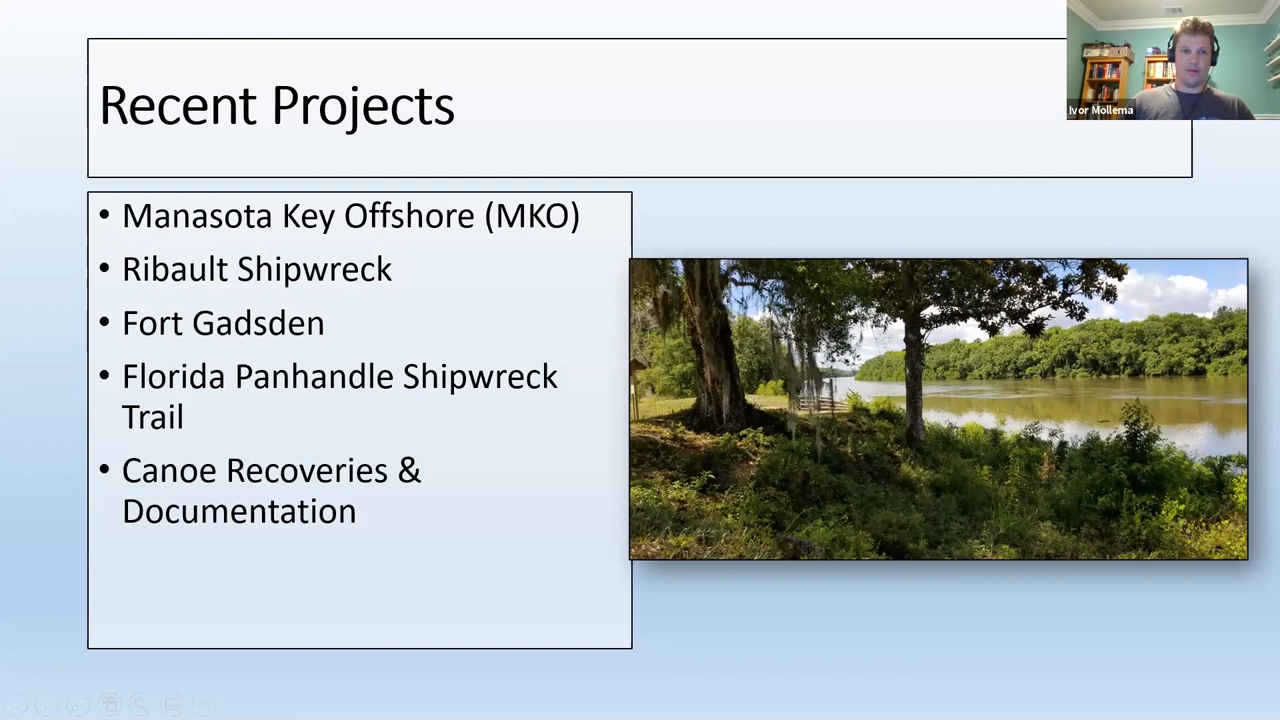 Recent Projects
Ivor Mollema
• Manasota Key Offshore (MKO)
• Ribault Shipwreck
• Fort Gadsden
• Florida Panhandle Shipwreck
Trail
• Canoe Recoveries &
Documentation